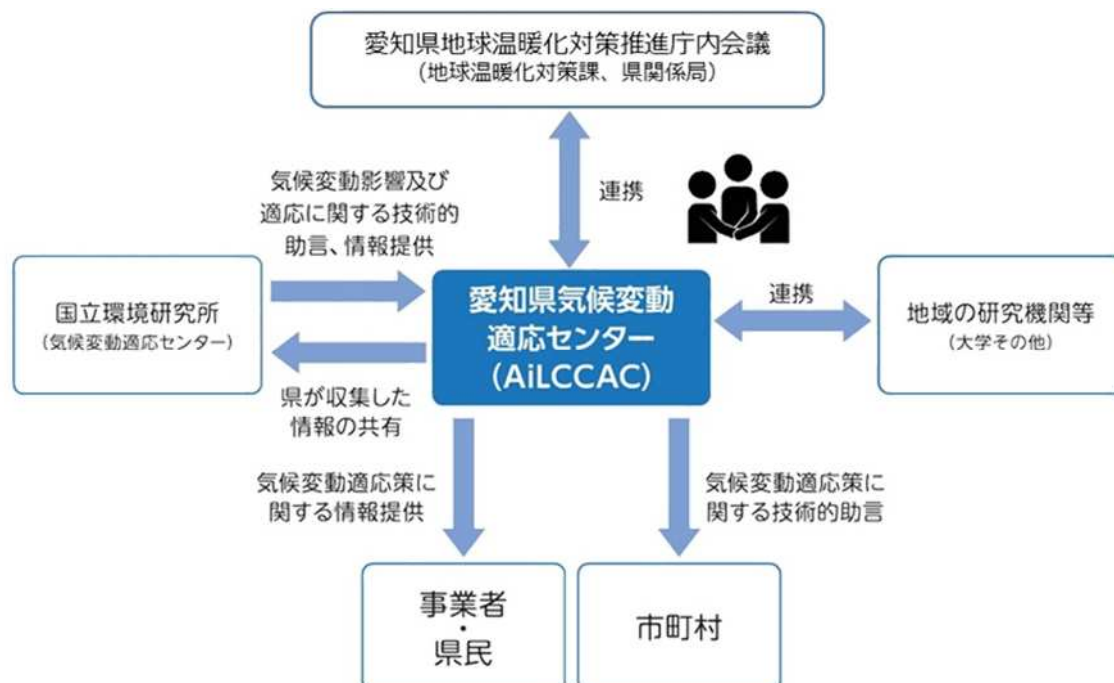 愛知県地球温暖化対策推進庁内会議
(地球温暖化対策課、県関係局)
連携
気候変動影響及び
適応に関する技術的
助言、情報提供
国立環境研究所
(気候変動適応センター)
愛知県気候変動
適応センター
(AiLCCAC)
連携
地域の研究機関等
(大学その他)
県が収集した
情報の共有
気候変動適応策に
関する情報提供
気候変動適応策に
関する技術的助言
事業者
・
県民
市町村